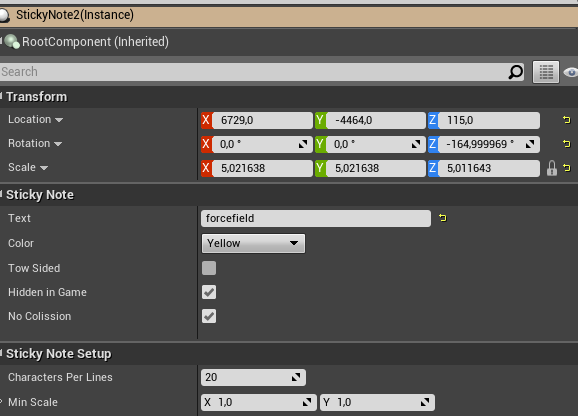 StickyNote2(Instance)
RootComponent (Inherited)
Search
Transform
Location X 6729,0 Y -4464,0 Z 115,0
Rotation X 0,0 ° Y 0,0 ° Z -164,999969 °
Scale X 5,021638 Y 5,021638 Z 5,011643
Sticky Note
Text forcefield
Color Yellow
Tow Sided
Hidden in Game
No Colission
Sticky Note Setup
Characters Per Lines 20
Min Scale X 1,0 Y 1,0